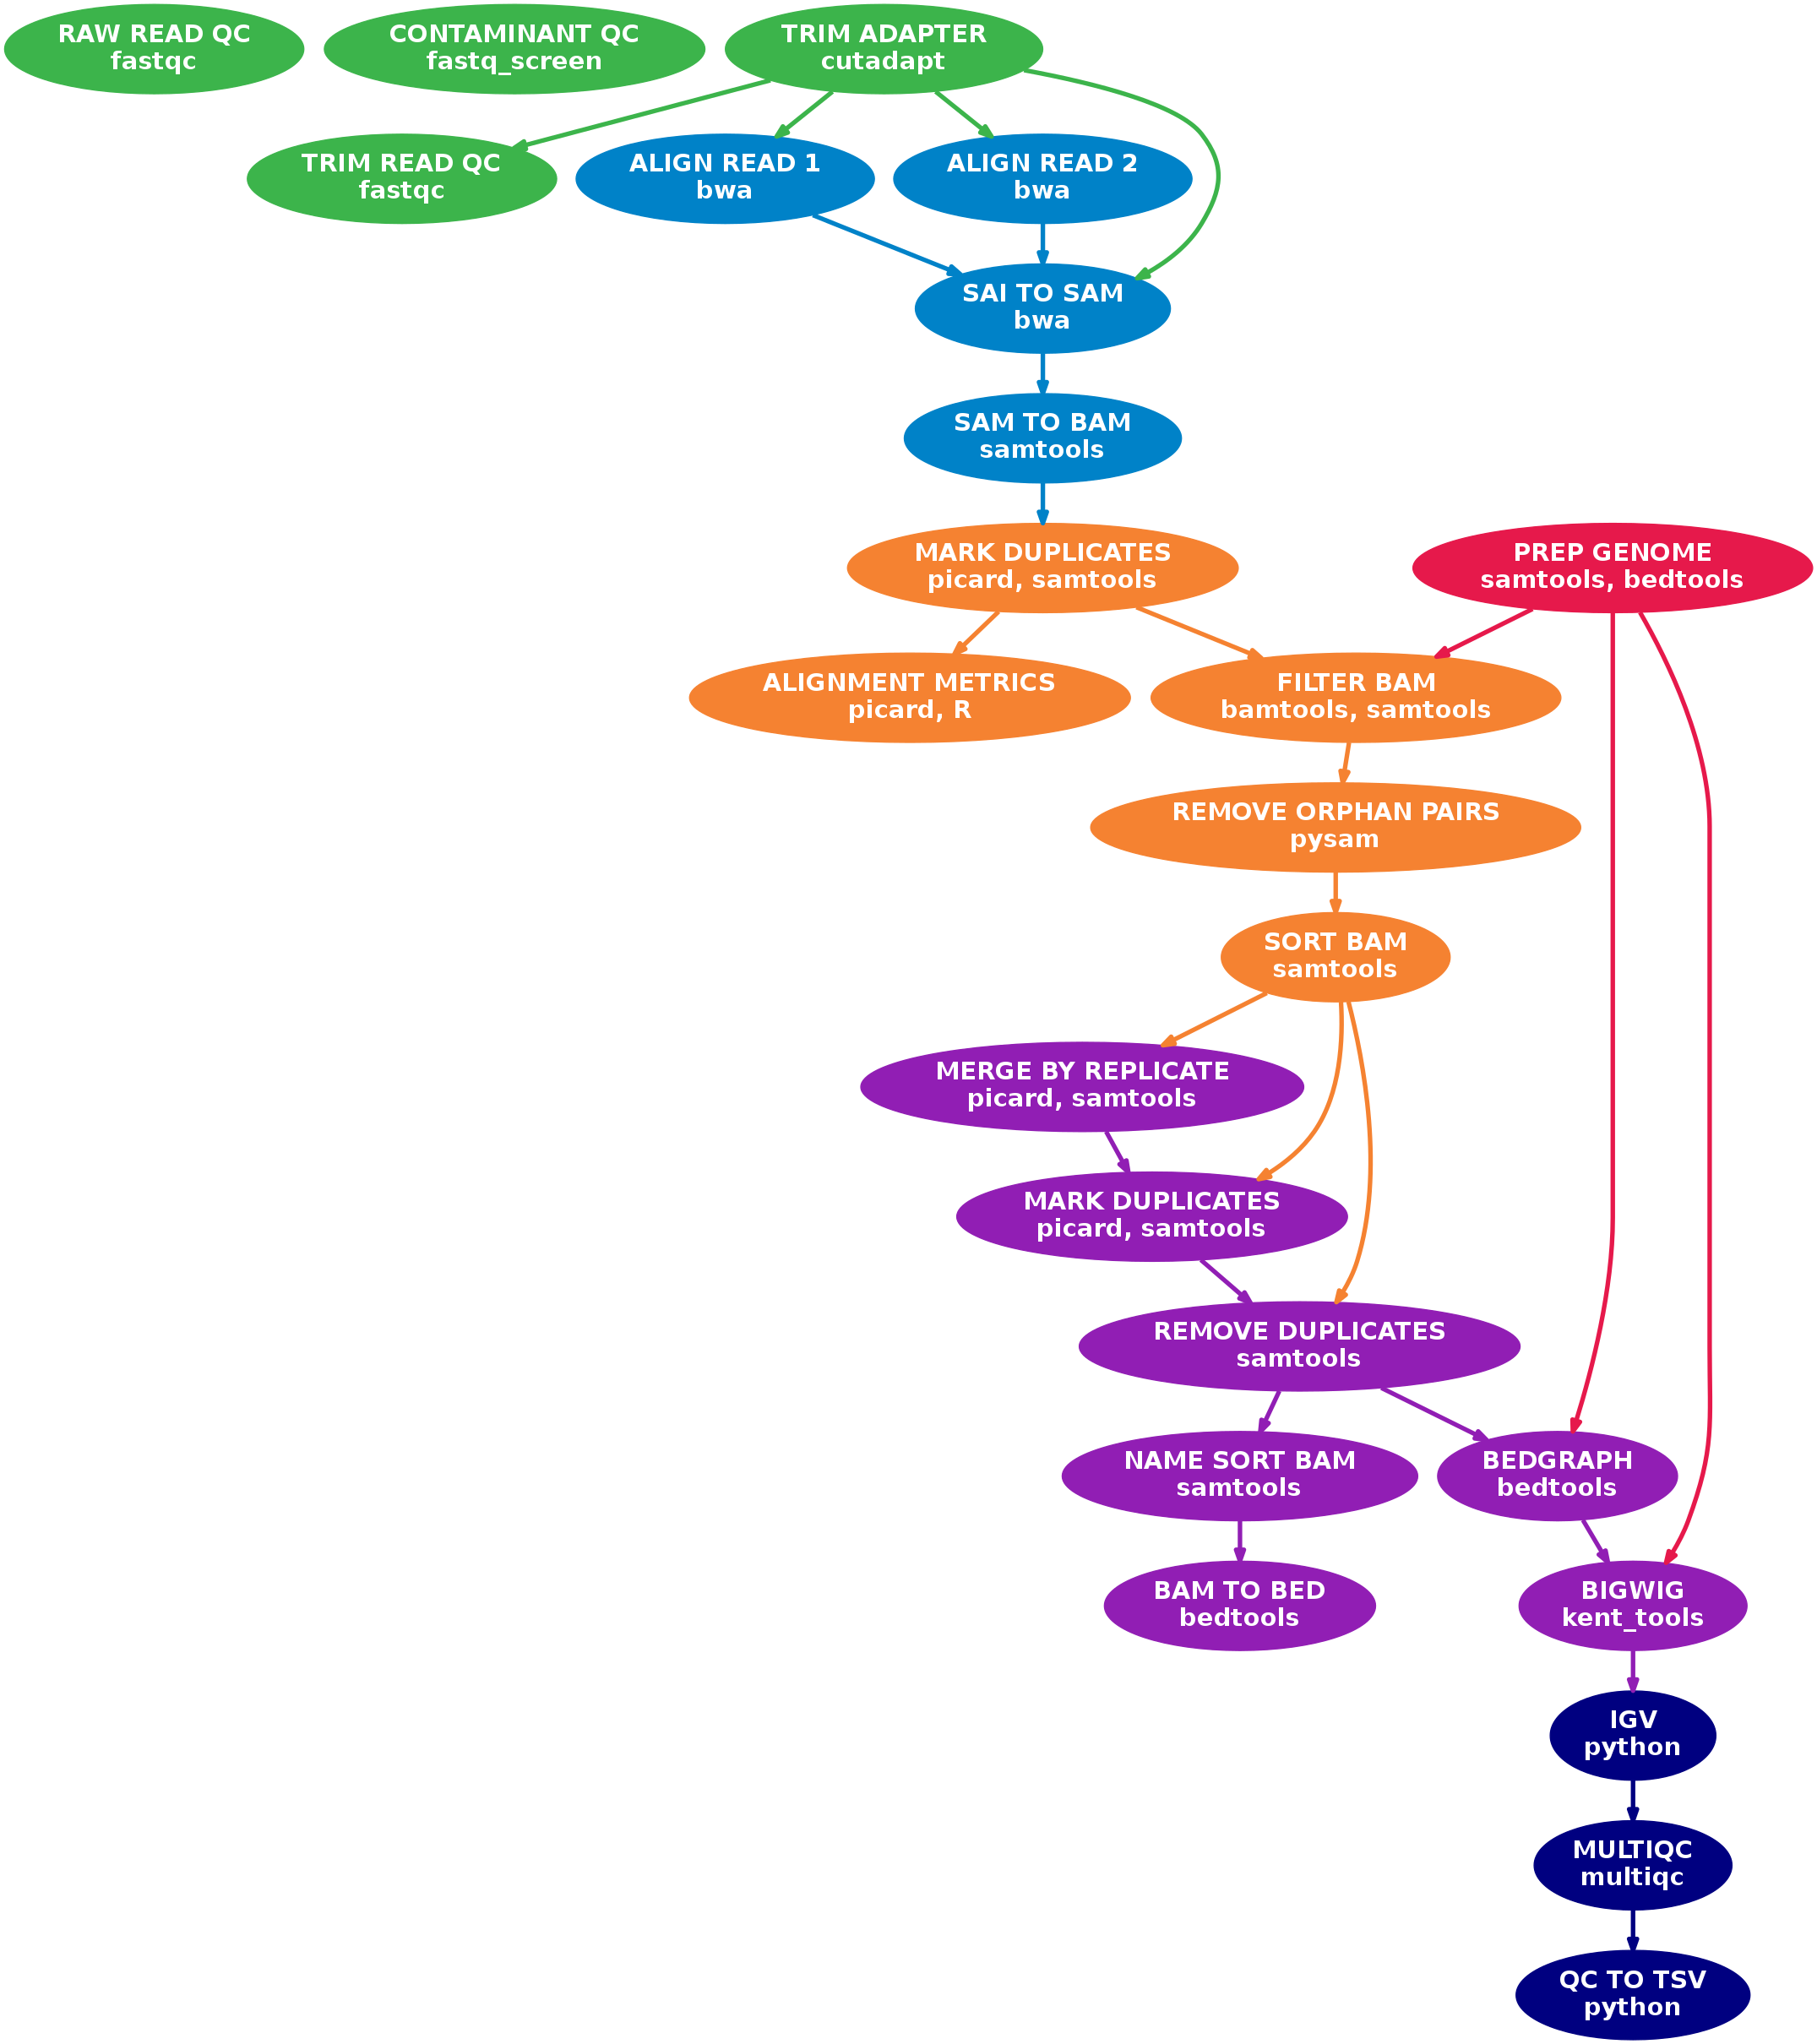 RAW READ QC
fastqc
CONTAMINANT QC
fastq_screen
TRIM ADAPTER
cutadapt
TRIM READ QC
fastqc
ALIGN READ 1
bwa
ALIGN READ 2
bwa
SAI TO SAM
bwa
SAM TO BAM
samtools
MARK DUPLICATES
picard, samtools
PREP GENOME
samtools, bedtools
ALIGNMENT METRICS
picard, R
FILTER BAM
bamtools, samtools
REMOVE ORPHAN PAIRS
pysam
SORT BAM
samtools
MERGE BY REPLICATE
picard, samtools
MARK DUPLICATES
picard, samtools
REMOVE DUPLICATES
samtools
NAME SORT BAM
samtools
BEDGRAPH
bedtools
BAM TO BED
bedtools
BIGWIG
kent_tools
IGV
python
MULTIQC
multiqc
QC TO TSV
python